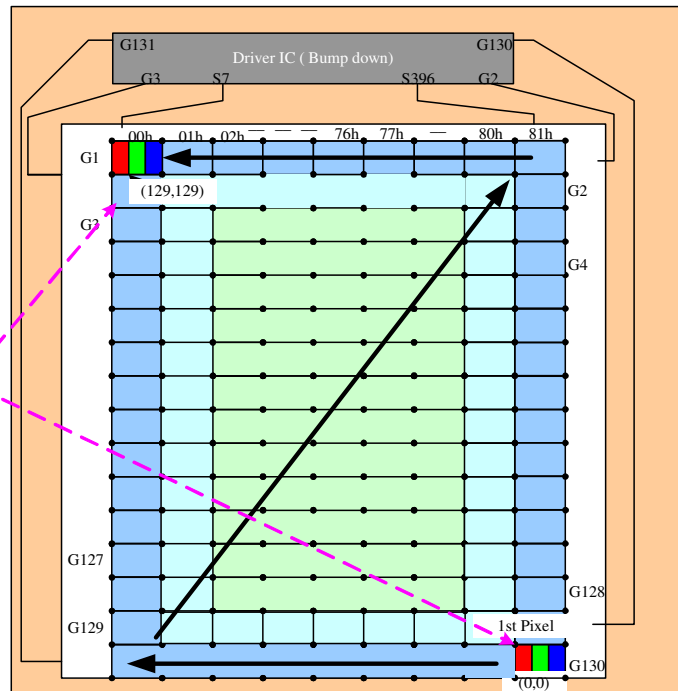 G131 G130
Driver IC ( Bump down)
G3 S7 S396 G2
00h 01h 02h — — — — 76h 77h — 80h 81h
G1
(129,129) G2
G3
G4
G127
G128
G129 1st Pixel
G130
(0,0)